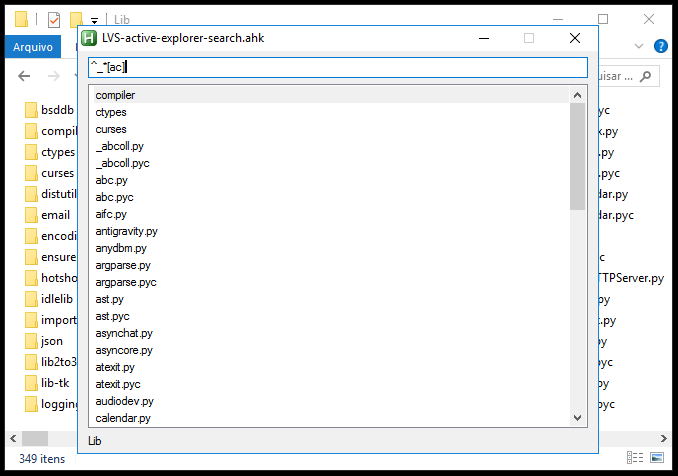 Lib
LVS-active-explorer-search.ahk
Arquivo
^_*[ac]
uisar ...
bsddb
compil
ctypes
curses
distutil
email
encodi
ensure
hotsho
idlelib
import
json
lib2to3
lib-tk
logging
compiler
ctypes
curses
_abcoll.py
_abcoll.pyc
abc.py
abc.pyc
aifc.py
antigravity.py
anydbm.py
argparse.py
argparse.pyc
ast.py
ast.pyc
asynchat.py
asyncore.py
atexit.py
atexit.pyc
audiodev.py
calendar.py
yc
x.py
.py
.pyc
dar.py
dar.pyc
c
TTPServer.py
py
t.py
py
pyc
.py
.pyc
Lib
349 itens